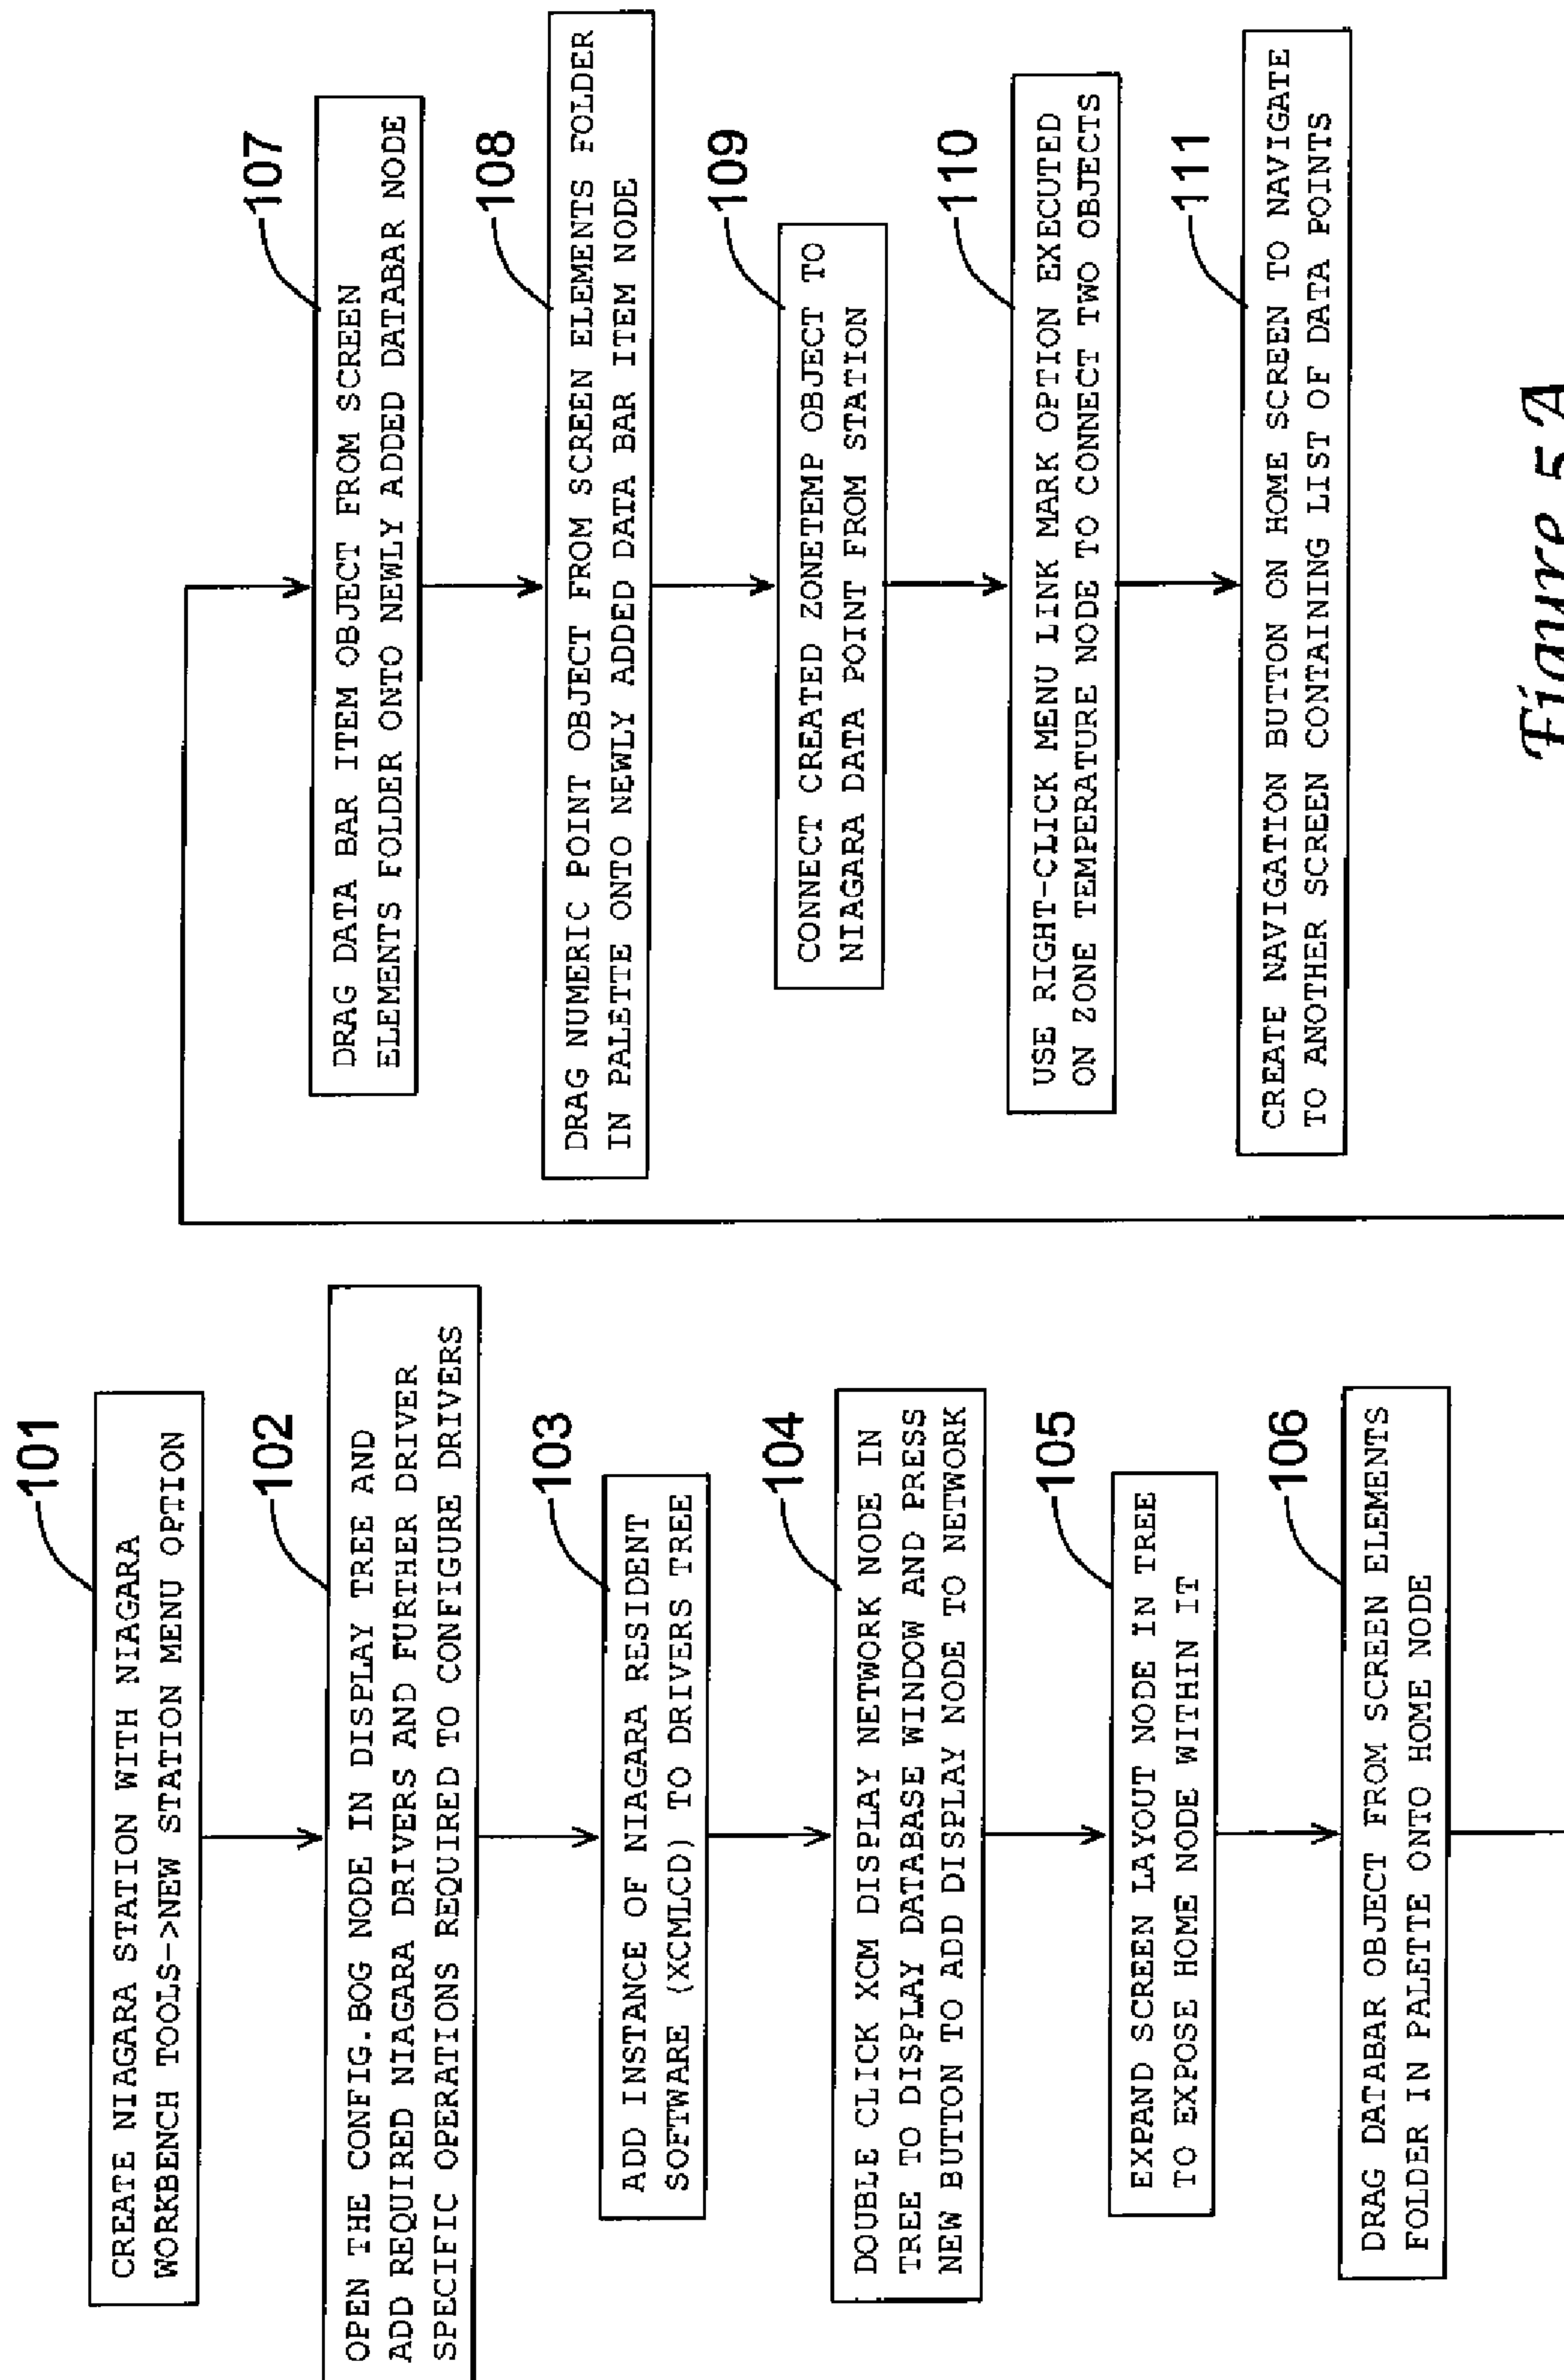 101
CREATE NIAGARA STATION WITH NIAGARA
WORKBENCH TOOLS->NEW STATION MENU OPTION
102
OPEN THE CONFIG.BOG NODE IN DISPLAY TREE AND
ADD REQUIRED NIAGARA DRIVERS AND FURTHER DRIVER
SPECIFIC OPERATIONS REQUIRED TO CONFIGURE DRIVERS
103
ADD INSTANCE OF NIAGARA RESIDENT
SOFTWARE (XCMLCD) TO DRIVERS TREE
104
DOUBLE CLICK XCM DISPLAY NETWORK NODE IN
TREE TO DISPLAY DATABASE WINDOW AND PRESS
NEW BUTTON TO ADD DISPLAY NODE TO NETWORK
105
EXPAND SCREEN LAYOUT NODE IN TREE
TO EXPOSE HOME NODE WITHIN IT
106
DRAG DATABAR OBJECT FROM SCREEN ELEMENTS
FOLDER IN PALETTE ONTO HOME NODE
107
DRAG DATA BAR ITEM OBJECT FROM SCREEN
ELEMENTS FOLDER ONTO NEWLY ADDED DATABAR NODE
108
DRAG NUMERIC POINT OBJECT FROM SCREEN ELEMENTS FOLDER
IN PALETTE ONTO NEWLY ADDED DATA BAR ITEM NODE
109
CONNECT CREATED ZONETEMP OBJECT TO
NIAGARA DATA POINT FROM STATION
110
USE RIGHT-CLICK MENU LINK MARK OPTION EXECUTED
ON ZONE TEMPERATURE NODE TO CONNECT TWO OBJECTS
111
CREATE NAVIGATION BUTTON ON HOME SCREEN TO NAVIGATE
TO ANOTHER SCREEN CONTAINING LIST OF DATA POINTS
Figure 5A